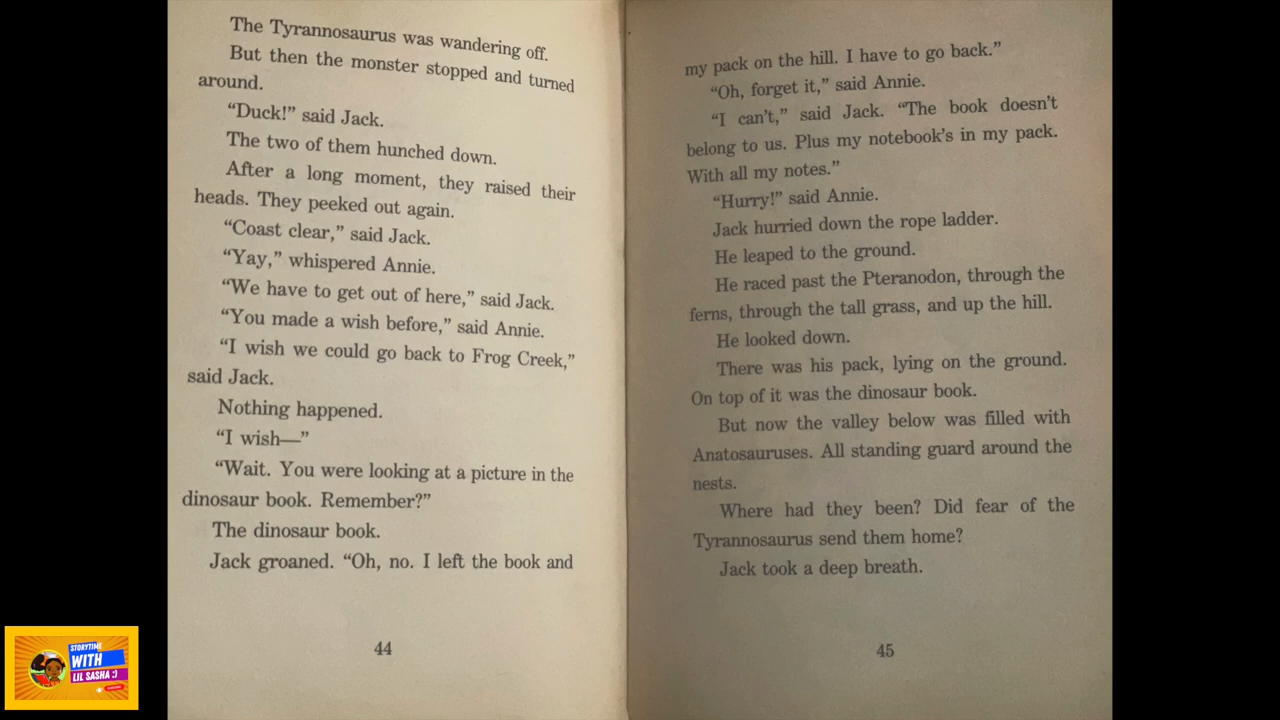 The Tyrannosaurus was wandering off.
But then the monster stopped and turned
around.
“Duck!” said Jack.
The two of them hunched down.
After a long moment, they raised their
heads. They peeked out again.
“Coast clear,” said Jack.
“Yay,” whispered Annie.
“We have to get out of here,” said Jack.
“You made a wish before,” said Annie.
“I wish we could go back to Frog Creek,”
said Jack.
Nothing happened.
“I wish—”
“Wait. You were looking at a picture in the
dinosaur book. Remember?”
The dinosaur book.
Jack groaned. “Oh, no. I left the book and
44
my pack on the hill. I have to go back.”
“Oh, forget it,” said Annie.
“I can’t,” said Jack. “The book doesn’t
belong to us. Plus my notebook’s in my pack.
With all my notes.”
“Hurry!” said Annie.
Jack hurried down the rope ladder.
He leaped to the ground.
He raced past the Pteranodon, through the
ferns, through the tall grass, and up the hill.
He looked down.
There was his pack, lying on the ground.
On top of it was the dinosaur book.
But now the valley below was filled with
Anatosauruses. All standing guard around the
nests.
Where had they been? Did fear of the
Tyrannosaurus send them home?
Jack took a deep breath.
45
STORYTIME
WITH
LIL SASHA :)